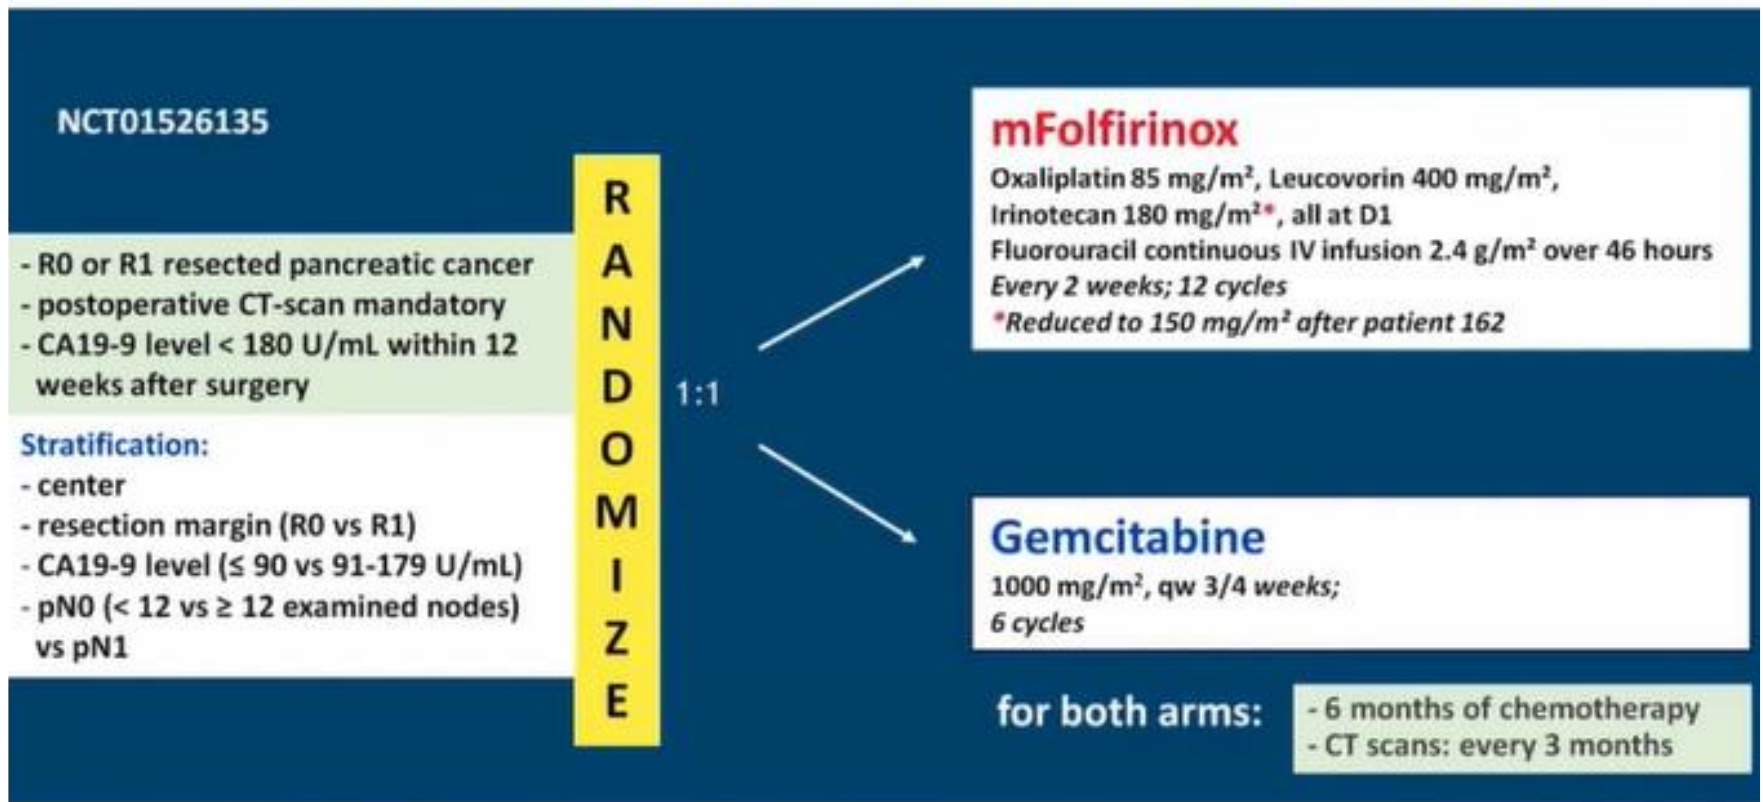 NCT01526135
- R0 or R1 resected pancreatic cancer
- postoperative CT-scan mandatory
- CA19-9 level < 180 U/mL within 12
weeks after surgery
Stratification:
- center
- resection margin (R0 vs R1)
- CA19-9 level (≤ 90 vs 91-179 U/mL)
- pN0 (< 12 vs ≥ 12 examined nodes)
vs pN1
R
A
N
D
O
M
I
Z
E
1:1
mFolfirinox
Oxaliplatin 85 mg/m², Leucovorin 400 mg/m²,
Irinotecan 180 mg/m²*, all at D1
Fluorouracil continuous IV infusion 2.4 g/m² over 46 hours
Every 2 weeks; 12 cycles
*Reduced to 150 mg/m² after patient 162
Gemcitabine
1000 mg/m², qw 3/4 weeks;
6 cycles
for both arms:
- 6 months of chemotherapy
- CT scans: every 3 months